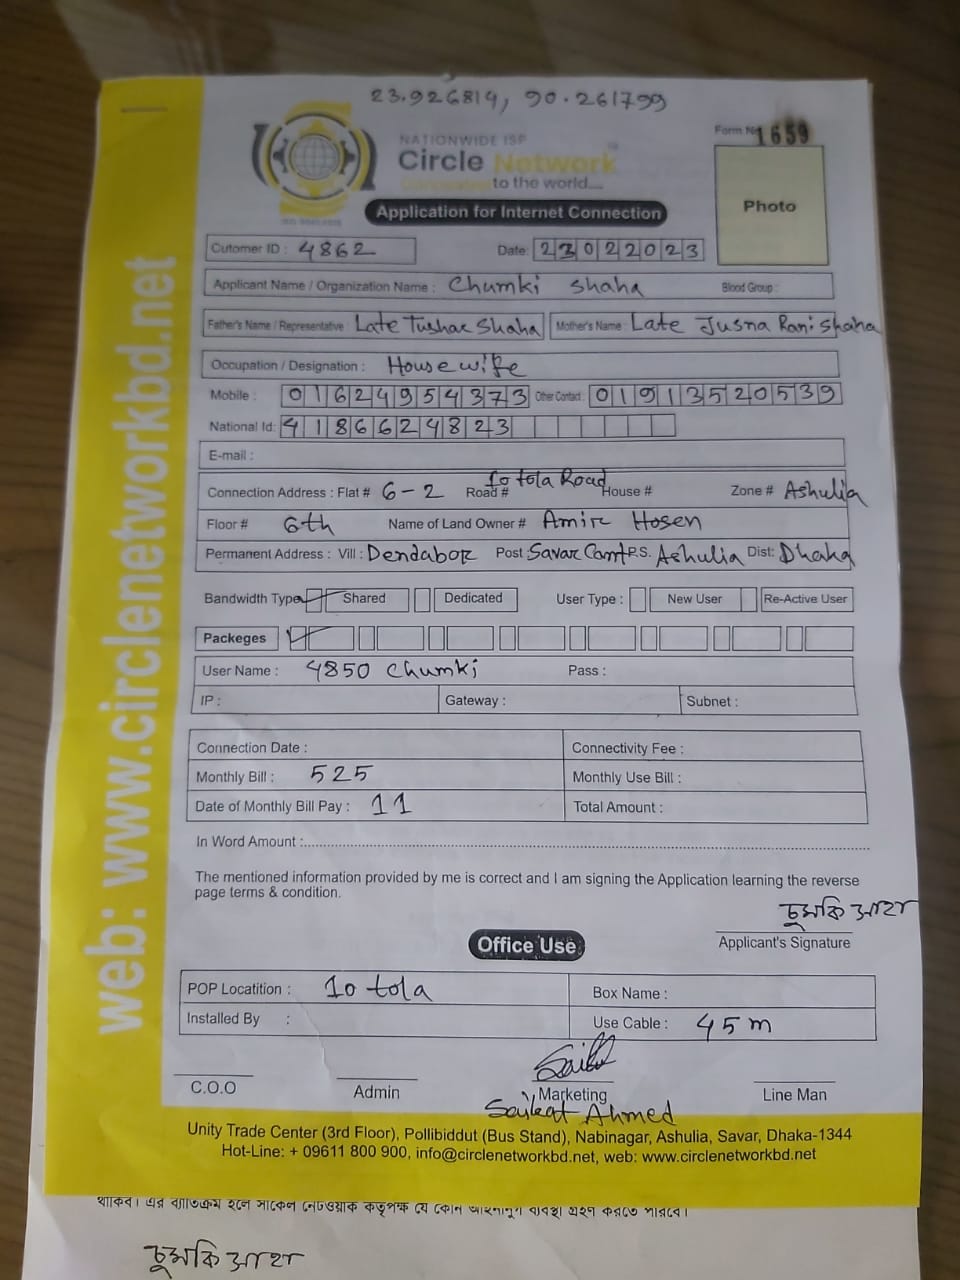 23.926819, 90.261799
NATIONWIDE ISP
Form No 1659
Circle Network
to the world....
Photo
Application for Internet Connection
Cutomer ID : 4862 Date: 23022023
Applicant Name / Organization Name : Chumki Shaha Blood Group :
Father's Name / Representative Late Tushar Shaha Mother's Name : Late Jusna Rani Shaha
Occupation / Designation : House wife
Mobile : 01624954373 Other Contact : 01913520539
National Id: 4186624823
E-mail :
Connection Address : Flat # 6-2 Road # 10 tola Road House # Zone # Ashulia
Floor # 6th Name of Land Owner # Amir Hosen
Permanent Address : Vill : Dendabor Post Savar Cant P.S. Ashulia Dist: Dhaka
Bandwidth Type Shared Dedicated User Type : New User Re-Active User
Packeges
User Name : 4850 Chumki Pass :
IP : Gateway : Subnet :
Connection Date : Connectivity Fee :
Monthly Bill : 525 Monthly Use Bill :
Date of Monthly Bill Pay : 11 Total Amount :
In Word Amount :
The mentioned information provided by me is correct and I am signing the Application learning the reverse
page terms & condition.
চুমকি সাহা
Applicant's Signature
Office Use
POP Locatition : 10 tola Box Name :
Installed By : Use Cable : 45m
C.O.O Admin Marketing Line Man
Saikat Ahmed
Unity Trade Center (3rd Floor), Pollibiddut (Bus Stand), Nabinagar, Ashulia, Savar, Dhaka-1344
Hot-Line: + 09611 800 900, info@circlenetworkbd.net, web: www.circlenetworkbd.net
web: www.circlenetworkbd.net
থাকিব। এর ব্যতিক্রম হলে সার্কেল নেটওয়াক কতৃপক্ষ যে কোন আইনানুগ ব্যবস্থা গ্রহণ করতে পারবে।
চুমকি সাহা